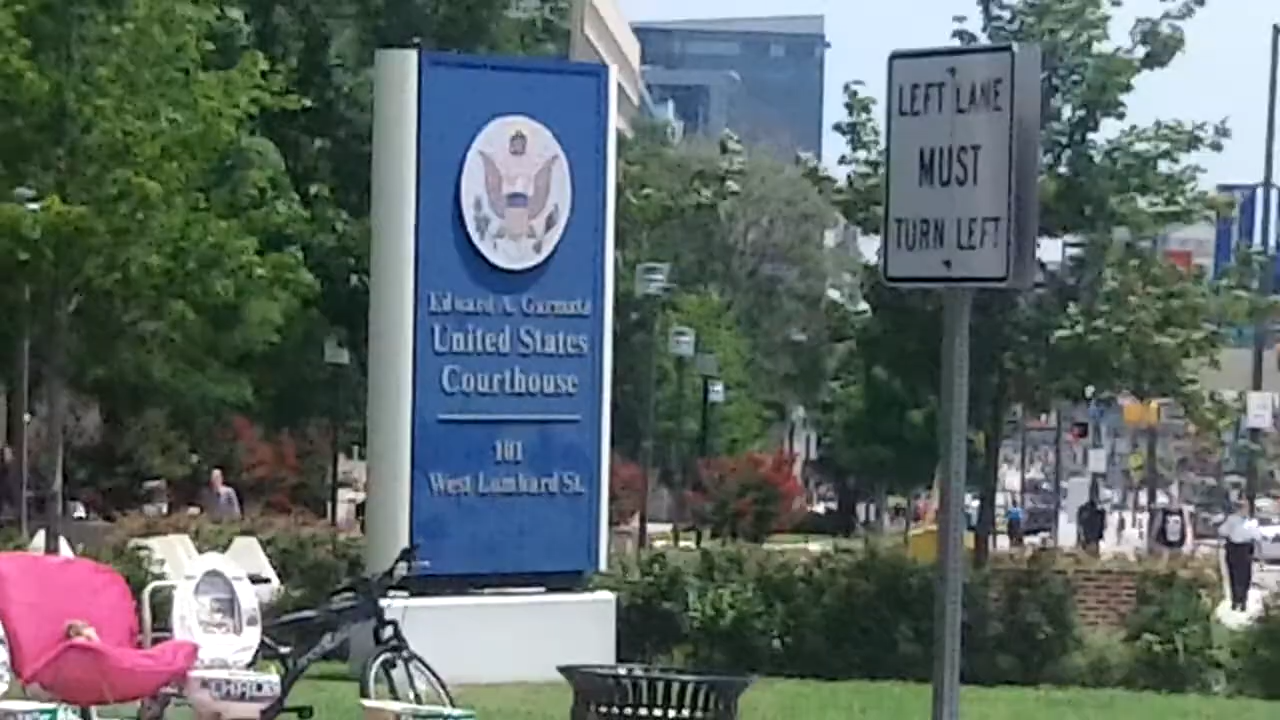 Edward A. Garmatz
United States
Courthouse
101
West Lombard St.
LEFT LANE
MUST
TURN LEFT